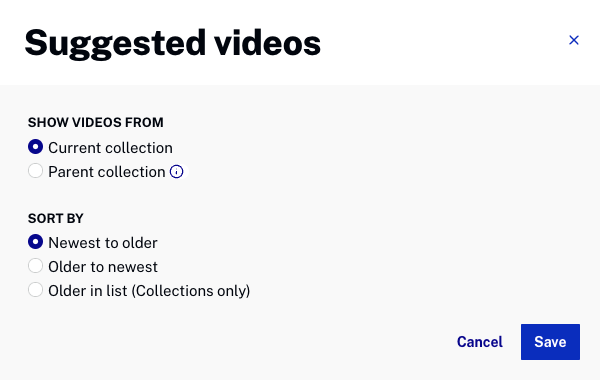 Suggested videos
SHOW VIDEOS FROM
Current collection
Parent collection
SORT BY
Newest to older
Older to newest
Older in list (Collections only)
Cancel Save